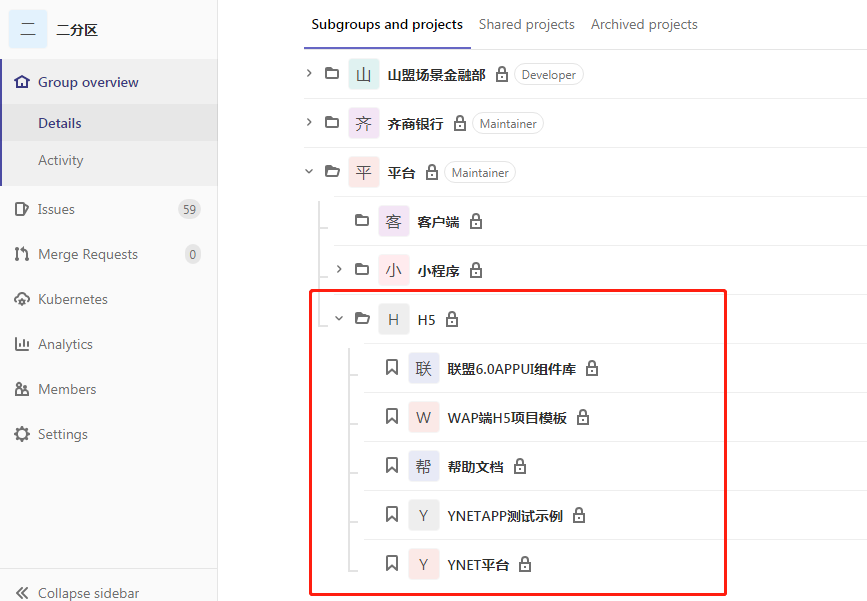 二 二分区
Group overview
Details
Activity
Issues 59
Merge Requests 0
Kubernetes
Analytics
Members
Settings
Collapse sidebar
Subgroups and projects Shared projects Archived projects
山 山盟场景金融部 Developer
齐 齐商银行 Maintainer
平 平台 Maintainer
客 客户端
小 小程序
H H5
联 联盟6.0APPUI组件库
W WAP端H5项目模板
帮 帮助文档
Y YNETAPP测试示例
Y YNET平台